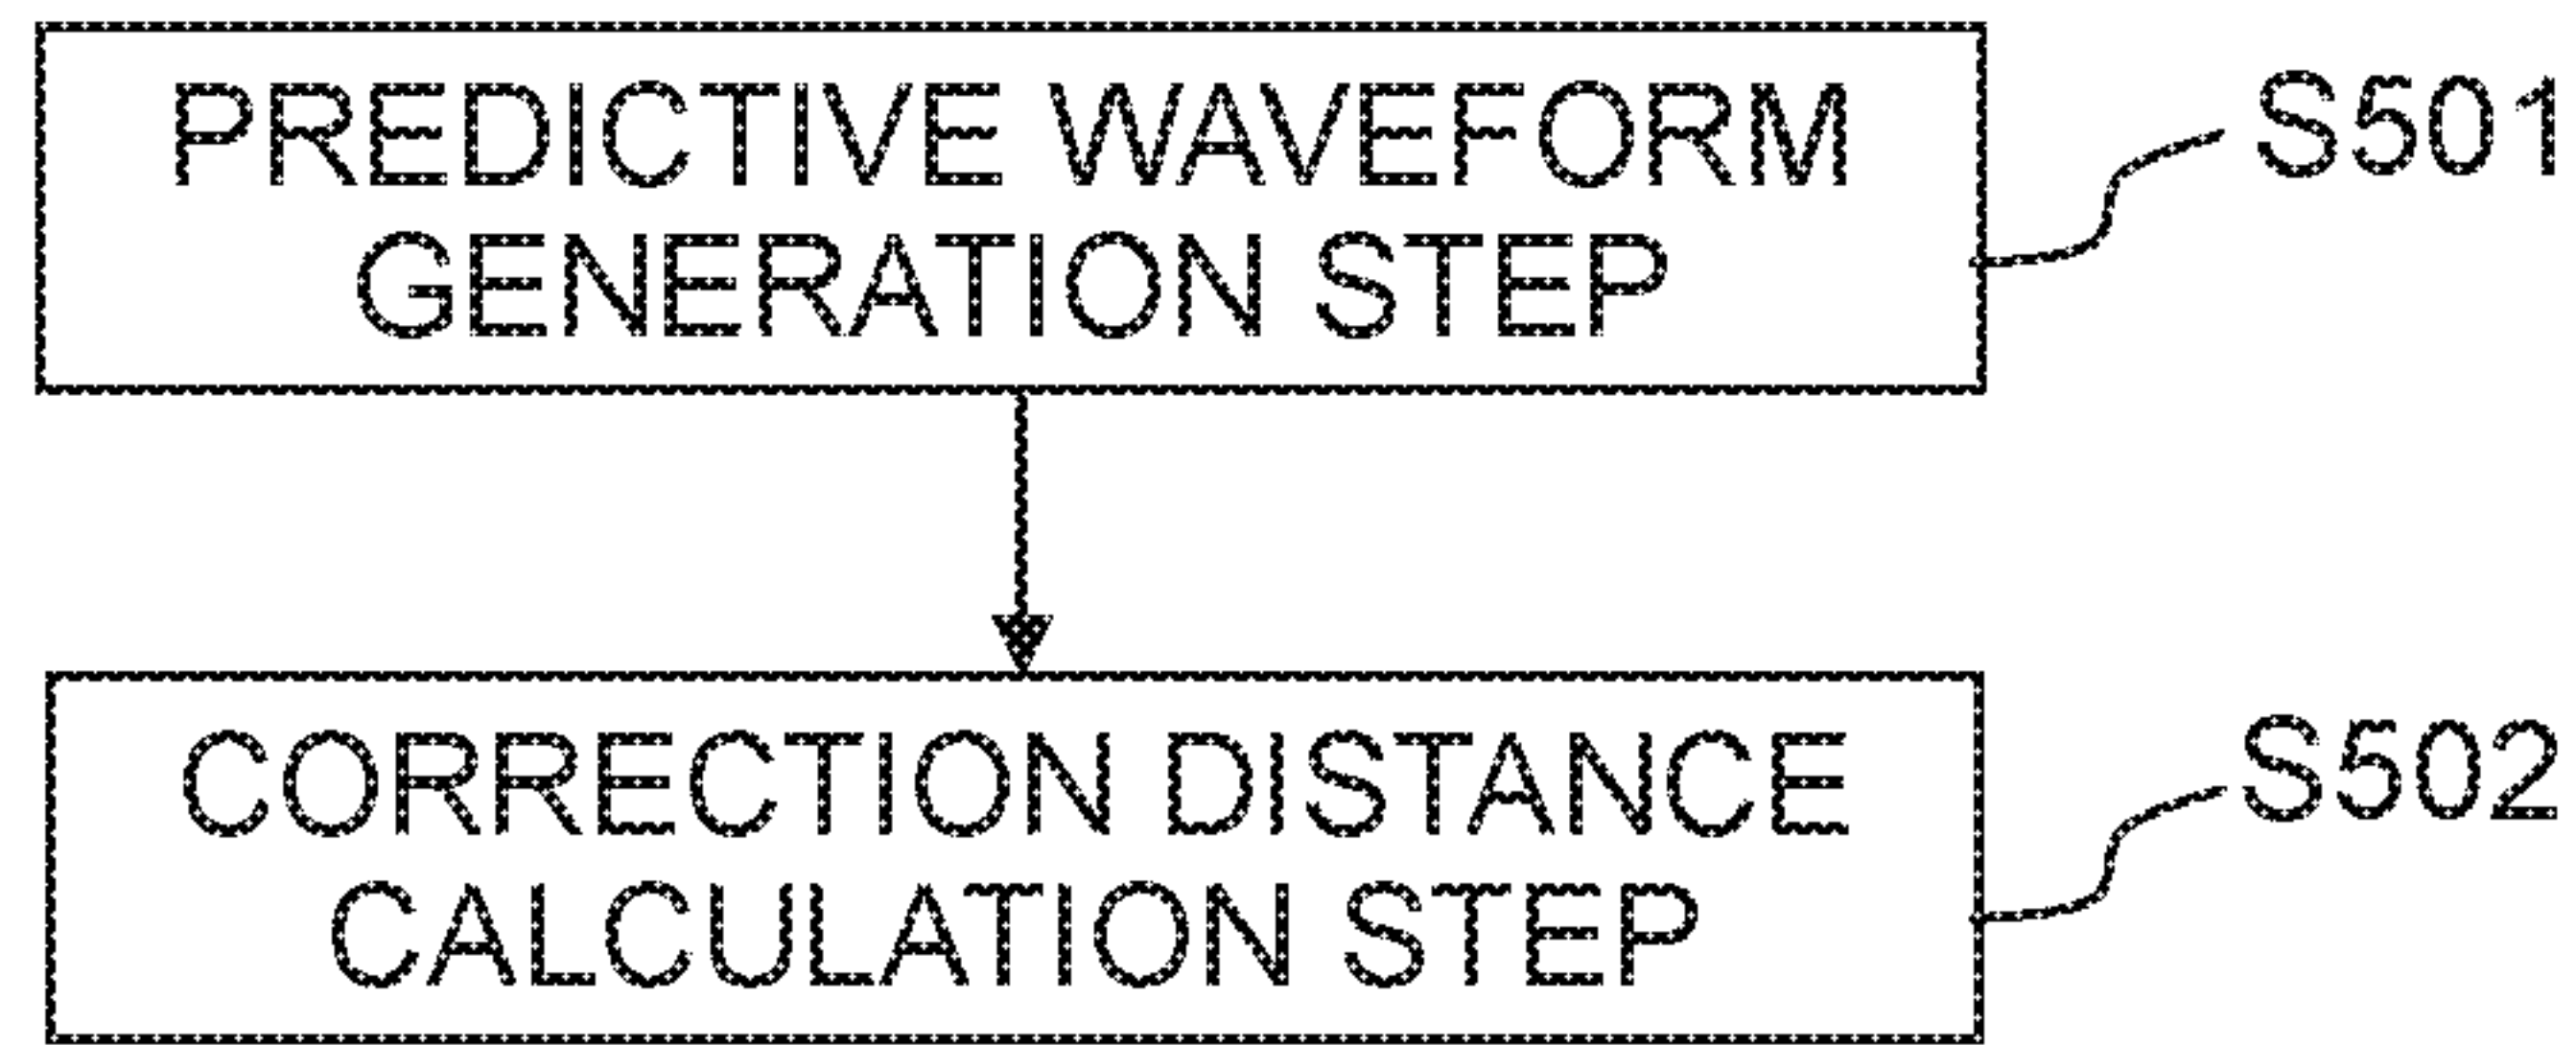 PREDICTIVE WAVEFORM
GENERATION STEP
S501
CORRECTION DISTANCE
CALCULATION STEP
S502